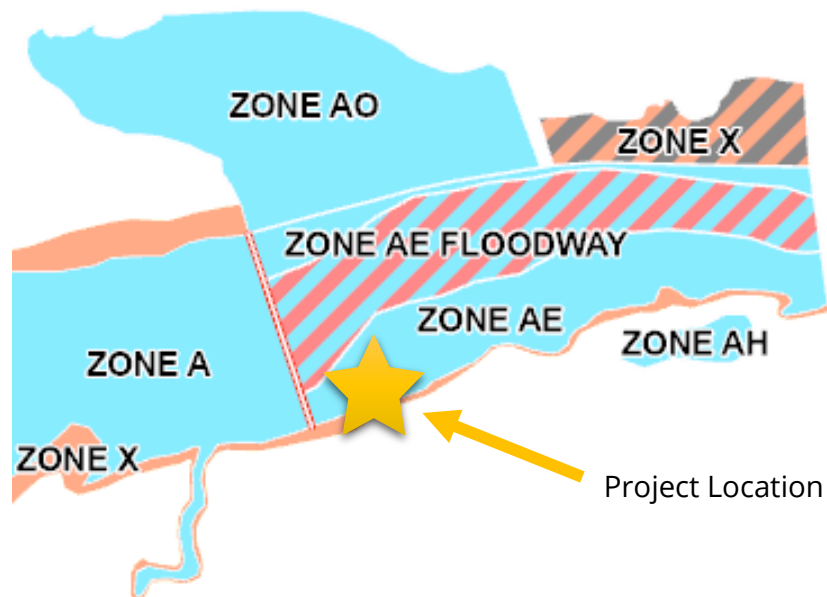 ZONE AO
ZONE X
ZONE AE FLOODWAY
ZONE AE
ZONE AH
ZONE A
ZONE X
Project Location